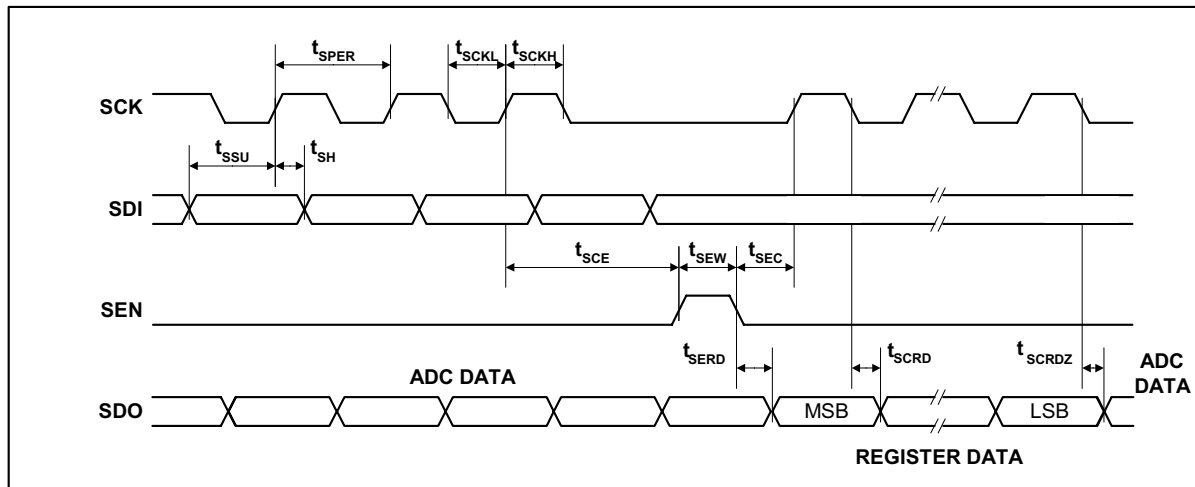 tSPER
tSCKL
tSCKH
SCK
tSSU
tSH
SDI
tSCE
tSEW
tSEC
SEN
tSERD
tSCRD
tSCRDZ
ADC DATA
ADC
DATA
SDO
MSB
LSB
REGISTER DATA